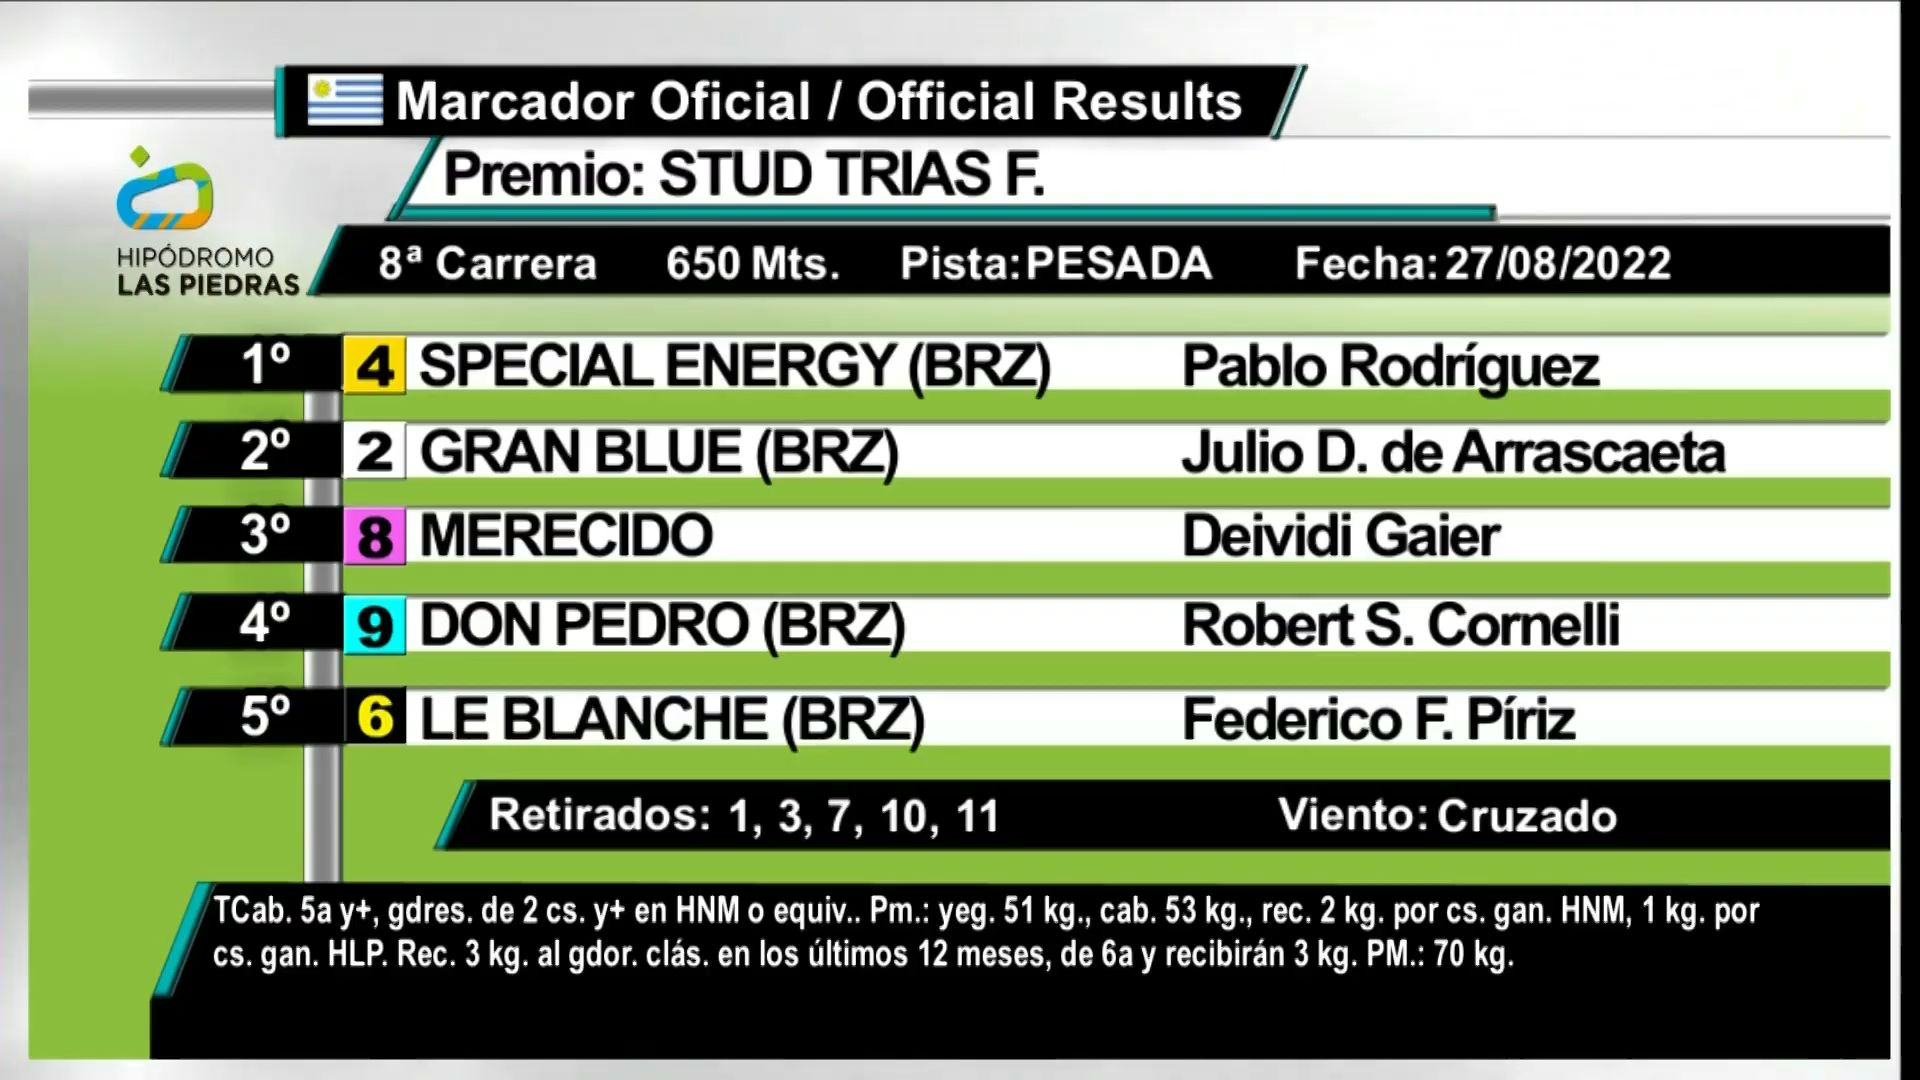 Marcador Oficial / Official Results
Premio: STUD TRIAS F.
HIPÓDROMO
LAS PIEDRAS
8ª Carrera 650 Mts. Pista: PESADA Fecha: 27/08/2022
1º 4 SPECIAL ENERGY (BRZ) Pablo Rodríguez
2º 2 GRAN BLUE (BRZ) Julio D. de Arrascaeta
3º 8 MERECIDO Deividi Gaier
4º 9 DON PEDRO (BRZ) Robert S. Cornelli
5º 6 LE BLANCHE (BRZ) Federico F. Píriz
Retirados: 1, 3, 7, 10, 11 Viento: Cruzado
TCab. 5a y+, gdres. de 2 cs. y+ en HNM o equiv.. Pm.: yeg. 51 kg., cab. 53 kg., rec. 2 kg. por cs. gan. HNM, 1 kg. por
cs. gan. HLP. Rec. 3 kg. al gdor. clás. en los últimos 12 meses, de 6a y recibirán 3 kg. PM.: 70 kg.